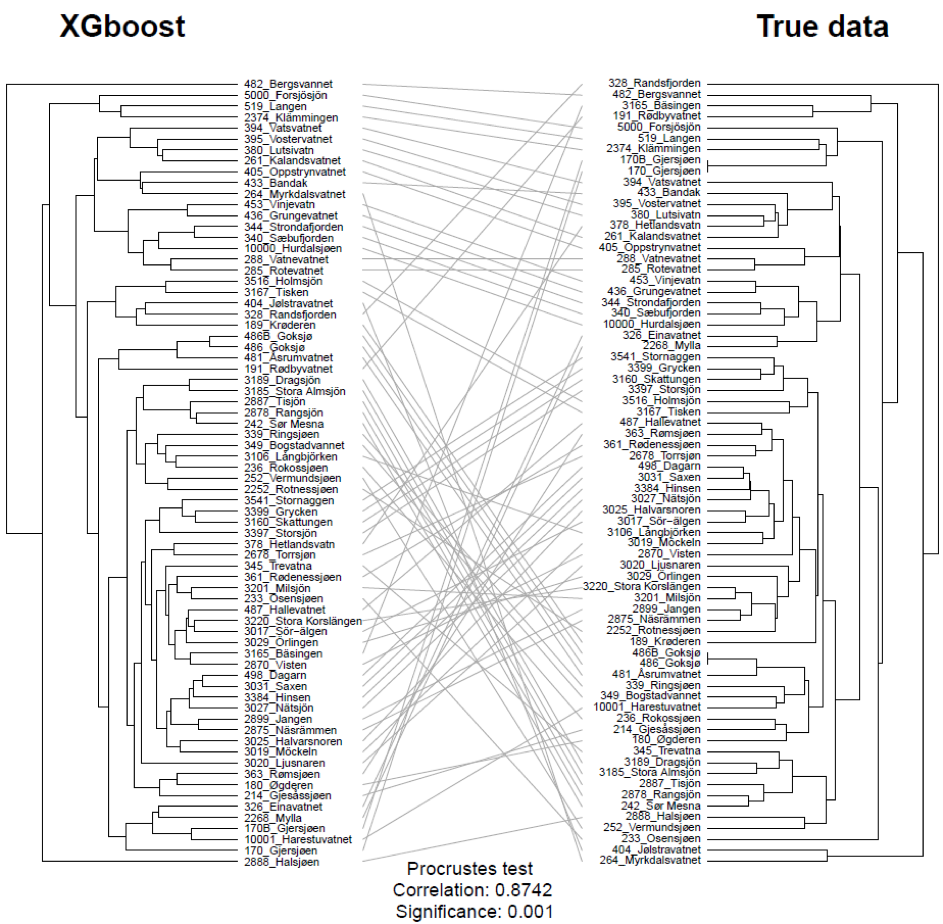 XGboost
482_Bergsvannet
5000_Forsjösjön
519_Langen
2374_Klämmingen
394_Vatsvatnet
395_Vostervatnet
380_Lutsivatn
261_Kalandsvatnet
405_Oppstrynvatnet
433_Bandak
264_Myrkdalsvatnet
453_Vinjevatn
436_Grungevatnet
344_Strondafjorden
340_Sæbufjorden
10000_Hurdalsjøen
288_Vatnevatnet
285_Rotevatnet
3516_Holmsjön
3167_Tisken
404_Jølstravatnet
328_Randsfjorden
189_Krøderen
486B_Goksjø
486_Goksjø
481_Åsrumvatnet
191_Rødbyvatnet
3189_Dragsjön
3185_Stora Almsjön
2887_Tisjön
2878_Rangsjön
242_Sør Mesna
339_Ringsjøen
349_Bogstadvannet
3106_Långbjörken
236_Rokossjøen
252_Vermundsjøen
2252_Rotnessjøen
3541_Stornaggen
3399_Grycken
3160_Skattungen
3397_Storsjön
378_Hetlandsvatn
2678_Torrsjøn
345_Trevatna
361_Rødenessjøen
3201_Milsjön
233_Osensjøen
487_Hallevatnet
3220_Stora Korslängen
3017_Sör−älgen
3029_Örlingen
3165_Bäsingen
2870_Visten
498_Dagarn
3031_Saxen
3384_Hinsen
3027_Nätsjön
2899_Jangen
2875_Näsrämmen
3025_Halvarsnoren
3019_Möckeln
3020_Ljusnaren
363_Rømsjøen
180_Øgderen
214_Gjesåssjøen
326_Einavatnet
2268_Mylla
170B_Gjersjøen
10001_Harestuvatnet
170_Gjersjøen
2888_Halsjøen
True data
328_Randsfjorden
482_Bergsvannet
3165_Bäsingen
191_Rødbyvatnet
5000_Forsjösjön
519_Langen
2374_Klämmingen
170B_Gjersjøen
170_Gjersjøen
394_Vatsvatnet
433_Bandak
395_Vostervatnet
380_Lutsivatn
378_Hetlandsvatn
261_Kalandsvatnet
405_Oppstrynvatnet
288_Vatnevatnet
285_Rotevatnet
453_Vinjevatn
436_Grungevatnet
344_Strondafjorden
340_Sæbufjorden
10000_Hurdalsjøen
326_Einavatnet
2268_Mylla
3541_Stornaggen
3399_Grycken
3160_Skattungen
3397_Storsjön
3516_Holmsjön
3167_Tisken
487_Hallevatnet
363_Rømsjøen
361_Rødenessjøen
2678_Torrsjøn
498_Dagarn
3031_Saxen
3384_Hinsen
3027_Nätsjön
3025_Halvarsnoren
3017_Sör−älgen
3106_Långbjörken
3019_Möckeln
2870_Visten
3020_Ljusnaren
3029_Örlingen
3220_Stora Korslängen
3201_Milsjön
2899_Jangen
2875_Näsrämmen
2252_Rotnessjøen
189_Krøderen
486B_Goksjø
486_Goksjø
481_Åsrumvatnet
339_Ringsjøen
349_Bogstadvannet
10001_Harestuvatnet
236_Rokossjøen
214_Gjesåssjøen
180_Øgderen
345_Trevatna
3189_Dragsjön
3185_Stora Almsjön
2887_Tisjön
2878_Rangsjön
242_Sør Mesna
2888_Halsjøen
252_Vermundsjøen
233_Osensjøen
404_Jølstravatnet
264_Myrkdalsvatnet
Procrustes test
Correlation: 0.8742
Significance: 0.001